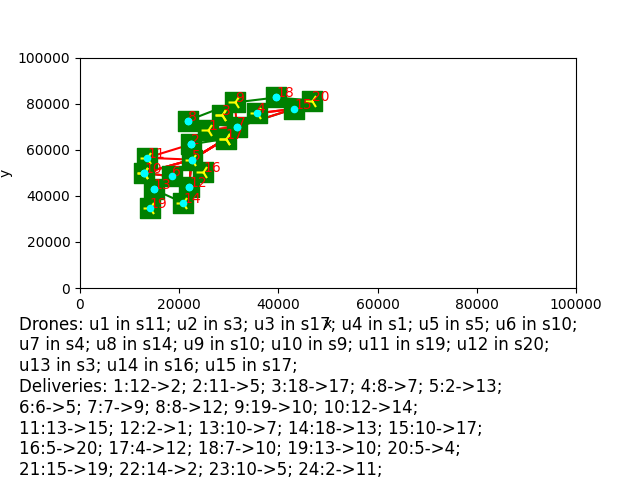 100000
80000
60000
40000
20000
0
y
0 20000 40000 60000 80000 100000
x
Drones: u1 in s11; u2 in s3; u3 in s17; u4 in s1; u5 in s5; u6 in s10;
u7 in s4; u8 in s14; u9 in s10; u10 in s9; u11 in s19; u12 in s20;
u13 in s3; u14 in s16; u15 in s17;
Deliveries: 1:12->2; 2:11->5; 3:18->17; 4:8->7; 5:2->13;
6:6->5; 7:7->9; 8:8->12; 9:19->10; 10:12->14;
11:13->15; 12:2->1; 13:10->7; 14:18->13; 15:10->17;
16:5->20; 17:4->12; 18:7->10; 19:13->10; 20:5->4;
21:15->19; 22:14->2; 23:10->5; 24:2->11;